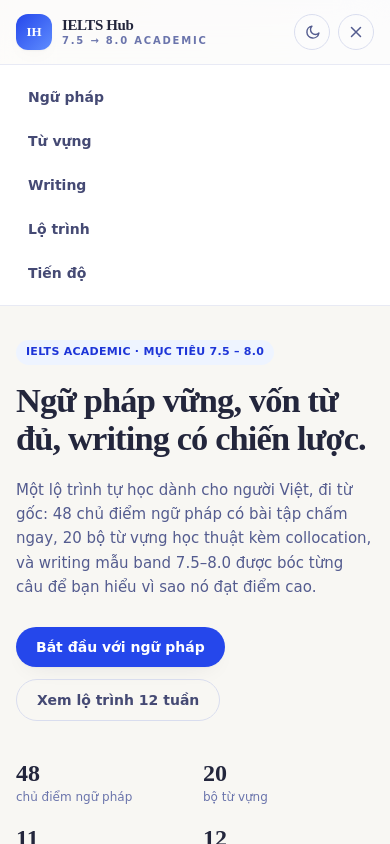 IH
IELTS Hub
7.5 → 8.0 ACADEMIC
Ngữ pháp
Từ vựng
Writing
Lộ trình
Tiến độ
IELTS ACADEMIC · MỤC TIÊU 7.5 – 8.0
Ngữ pháp vững, vốn từ
đủ, writing có chiến lược.
Một lộ trình tự học dành cho người Việt, đi từ
gốc: 48 chủ điểm ngữ pháp có bài tập chấm
ngay, 20 bộ từ vựng học thuật kèm collocation,
và writing mẫu band 7.5–8.0 được bóc từng
câu để bạn hiểu vì sao nó đạt điểm cao.
Bắt đầu với ngữ pháp
Xem lộ trình 12 tuần
48
chủ điểm ngữ pháp
20
bộ từ vựng
11
12